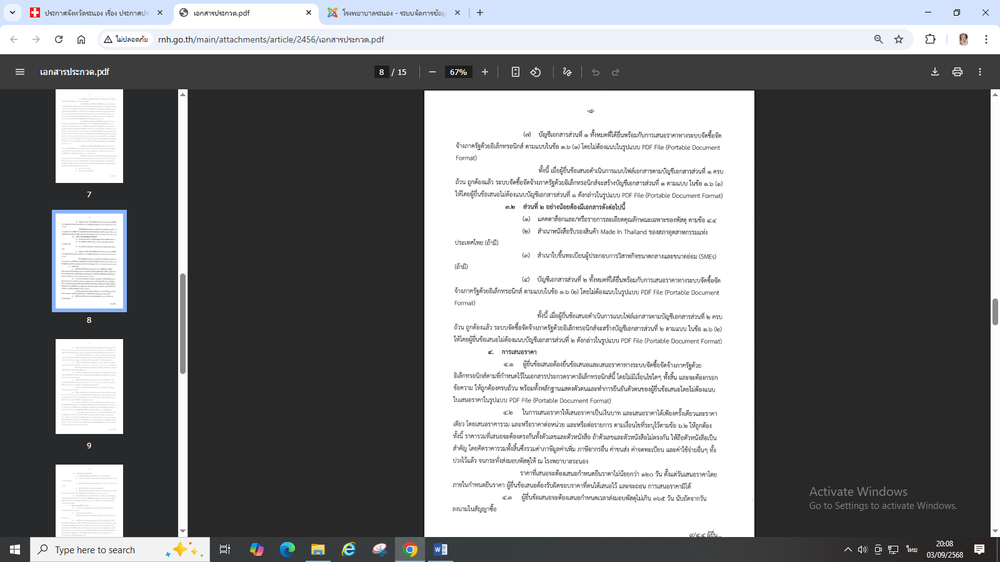 ประกาศจังหวัดระนอง เรื่อง ประกาศปร
เอกสารประกวด.pdf
โรงพยาบาลระนอง - ระบบจัดการข้อมู
ไม่ปลอดภัย
rnh.go.th/main/attachments/article/2456/เอกสารประกวด.pdf
เอกสารประกวด.pdf
8 / 15
67%
7
8
9
-๘-
(๗) บัญชีเอกสารส่วนที่ ๑ ทั้งหมดที่ได้ยื่นพร้อมกับการเสนอราคาทางระบบจัดซื้อจัด
จ้างภาครัฐด้วยอิเล็กทรอนิกส์ ตามแบบในข้อ ๑.๖ (๑) โดยไม่ต้องแนบในรูปแบบ PDF File (Portable Document
Format)
ทั้งนี้ เมื่อผู้ยื่นข้อเสนอดำเนินการแนบไฟล์เอกสารตามบัญชีเอกสารส่วนที่ ๑ ครบ
ถ้วน ถูกต้องแล้ว ระบบจัดซื้อจัดจ้างภาครัฐด้วยอิเล็กทรอนิกส์จะสร้างบัญชีเอกสารส่วนที่ ๑ ตามแบบ ในข้อ ๑.๖ (๑)
ให้โดยผู้ยื่นข้อเสนอไม่ต้องแนบบัญชีเอกสารส่วนที่ ๑ ดังกล่าวในรูปแบบ PDF File (Portable Document Format)
๓.๒ ส่วนที่ ๒ อย่างน้อยต้องมีเอกสารดังต่อไปนี้
(๑) แคตตาล็อกและ/หรือรายการละเอียดคุณลักษณะเฉพาะของพัสดุ ตามข้อ ๔.๔
(๒) สำเนาหนังสือรับรองสินค้า Made In Thailand ของสภาอุตสาหกรรมแห่ง
ประเทศไทย (ถ้ามี)
(๓) สำเนาใบขึ้นทะเบียนผู้ประกอบการวิสาหกิจขนาดกลางและขนาดย่อม (SMEs)
(ถ้ามี)
(๔) บัญชีเอกสารส่วนที่ ๒ ทั้งหมดที่ได้ยื่นพร้อมกับการเสนอราคาทางระบบจัดซื้อจัด
จ้างภาครัฐด้วยอิเล็กทรอนิกส์ ตามแบบในข้อ ๑.๖ (๒) โดยไม่ต้องแนบในรูปแบบ PDF File (Portable Document
Format)
ทั้งนี้ เมื่อผู้ยื่นข้อเสนอดำเนินการแนบไฟล์เอกสารตามบัญชีเอกสารส่วนที่ ๒ ครบ
ถ้วน ถูกต้องแล้ว ระบบจัดซื้อจัดจ้างภาครัฐด้วยอิเล็กทรอนิกส์จะสร้างบัญชีเอกสารส่วนที่ ๒ ตามแบบ ในข้อ ๑.๖ (๒)
ให้โดยผู้ยื่นข้อเสนอไม่ต้องแนบบัญชีเอกสารส่วนที่ ๒ ดังกล่าวในรูปแบบ PDF File (Portable Document Format)
๔. การเสนอราคา
๔.๑ ผู้ยื่นข้อเสนอต้องยื่นข้อเสนอและเสนอราคาทางระบบจัดซื้อจัดจ้างภาครัฐด้วย
อิเล็กทรอนิกส์ตามที่กำหนดไว้ในเอกสารประกวดราคาอิเล็กทรอนิกส์นี้ โดยไม่มีเงื่อนไขใดๆ ทั้งสิ้น และจะต้องกรอก
ข้อความ ให้ถูกต้องครบถ้วน พร้อมทั้งหลักฐานแสดงตัวตนและทำการยืนยันตัวตนของผู้ยื่นข้อเสนอโดยไม่ต้องแนบ
ใบเสนอราคาในรูปแบบ PDF File (Portable Document Format)
๔.๒ ในการเสนอราคาให้เสนอราคาเป็นเงินบาท และเสนอราคาได้เพียงครั้งเดียวและราคา
เดียว โดยเสนอราคารวม และหรือราคาต่อหน่วย และหรือต่อรายการ ตามเงื่อนไขที่ระบุไว้ตามข้อ ๖.๒ ให้ถูกต้อง
ทั้งนี้ ราคารวมที่เสนอจะต้องตรงกันทั้งตัวเลขและตัวหนังสือ ถ้าตัวเลขและตัวหนังสือไม่ตรงกัน ให้ถือตัวหนังสือเป็น
สำคัญ โดยคิดราคารวมทั้งสิ้นซึ่งรวมค่าภาษีมูลค่าเพิ่ม ภาษีอากรอื่น ค่าขนส่ง ค่าจดทะเบียน และค่าใช้จ่ายอื่นๆ ทั้ง
ปวงไว้แล้ว จนกระทั่งส่งมอบพัสดุให้ ณ โรงพยาบาลระนอง
ราคาที่เสนอจะต้องเสนอกำหนดยืนราคาไม่น้อยกว่า ๑๒๐ วัน ตั้งแต่วันเสนอราคาโดย
ภายในกำหนดยืนราคา ผู้ยื่นข้อเสนอต้องรับผิดชอบราคาที่ตนได้เสนอไว้ และจะถอน การเสนอราคามิได้
๔.๓ ผู้ยื่นข้อเสนอจะต้องเสนอกำหนดเวลาส่งมอบพัสดุไม่เกิน ๓๖๕ วัน นับถัดจากวัน
ลงนามในสัญญาซื้อ
๙/๔.๔ ผู้ยื่น...
Activate Windows
Go to Settings to activate Windows.
Type here to search
ไทย
20:08
03/09/2568